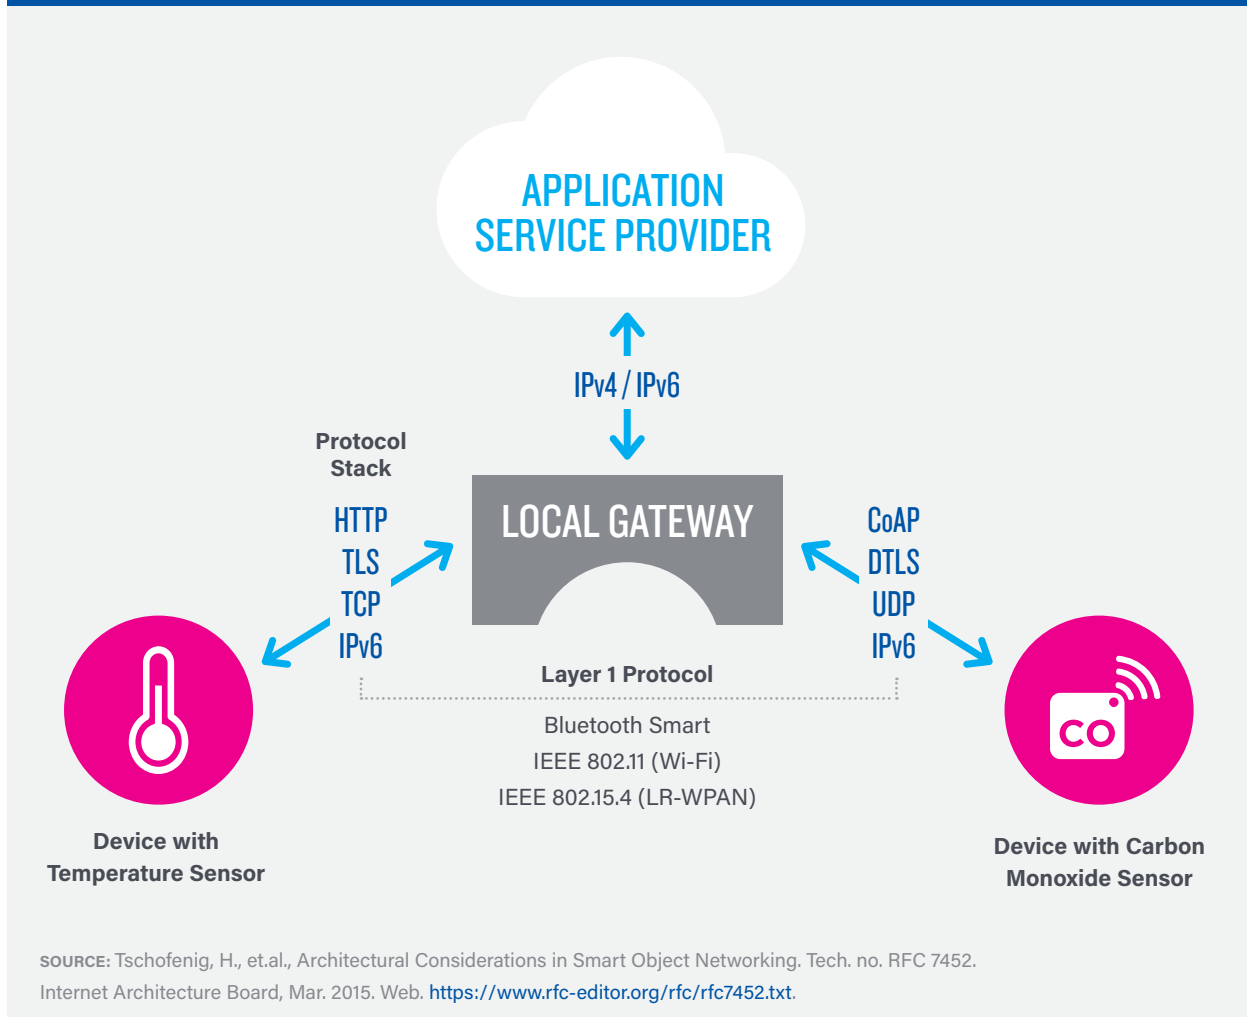 APPLICATION
SERVICE PROVIDER
IPv4 / IPv6
Protocol
Stack
HTTP
TLS
TCP
IPv6
LOCAL GATEWAY
CoAP
DTLS
UDP
IPv6
Layer 1 Protocol
Bluetooth Smart
IEEE 802.11 (Wi-Fi)
IEEE 802.15.4 (LR-WPAN)
co
Device with
Temperature Sensor
Device with Carbon
Monoxide Sensor
SOURCE: Tschofenig, H., et.al., Architectural Considerations in Smart Object Networking. Tech. no. RFC 7452.
Internet Architecture Board, Mar. 2015. Web. https://www.rfc-editor.org/rfc/rfc7452.txt.